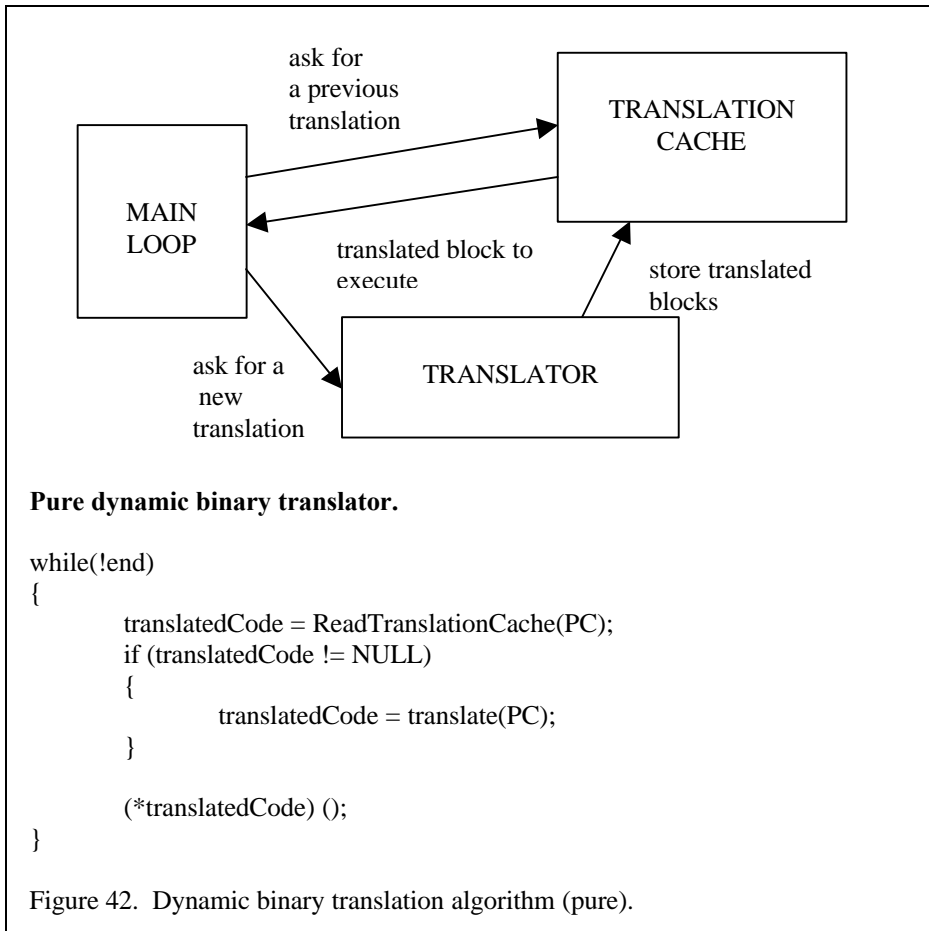 ask for
a previous
translation
TRANSLATION
CACHE
MAIN
LOOP
translated block to
execute
store translated
blocks
ask for a
new
translation
TRANSLATOR
Pure dynamic binary translator.
while(!end)
{
translatedCode = ReadTranslationCache(PC);
if (translatedCode != NULL)
{
translatedCode = translate(PC);
}
(*translatedCode) ();
}
Figure 42.  Dynamic binary translation algorithm (pure).